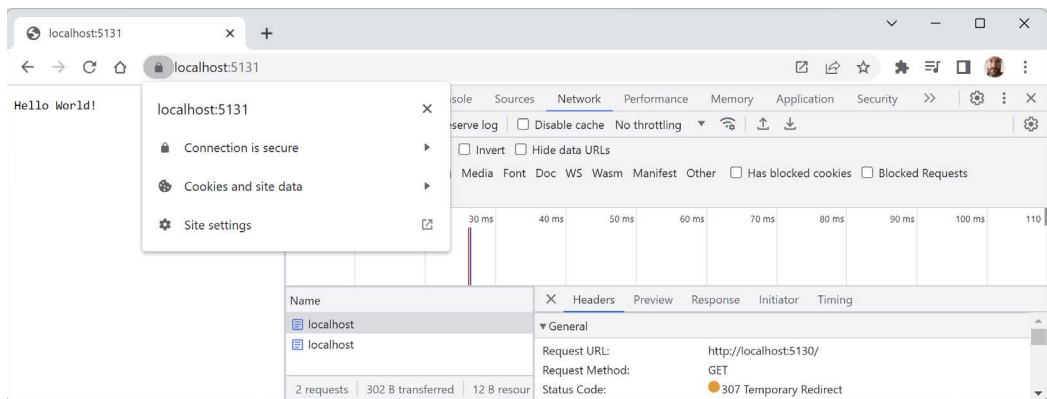 localhost:5131
localhost:5131
Hello World!
localhost:5131
Connection is secure
Cookies and site data
Site settings
Sources Network Performance Memory Application Security
Disable cache No throttling
Invert Hide data URLs
Media Font Doc WS Wasm Manifest Other Has blocked cookies Blocked Requests
30 ms 40 ms 50 ms 60 ms 70 ms 80 ms 90 ms 100 ms 110
Name
Headers Preview Response Initiator Timing
localhost
General
localhost
Request URL: http://localhost:5130/
Request Method: GET
2 requests 302 B transferred 12 B resour
Status Code: 307 Temporary Redirect